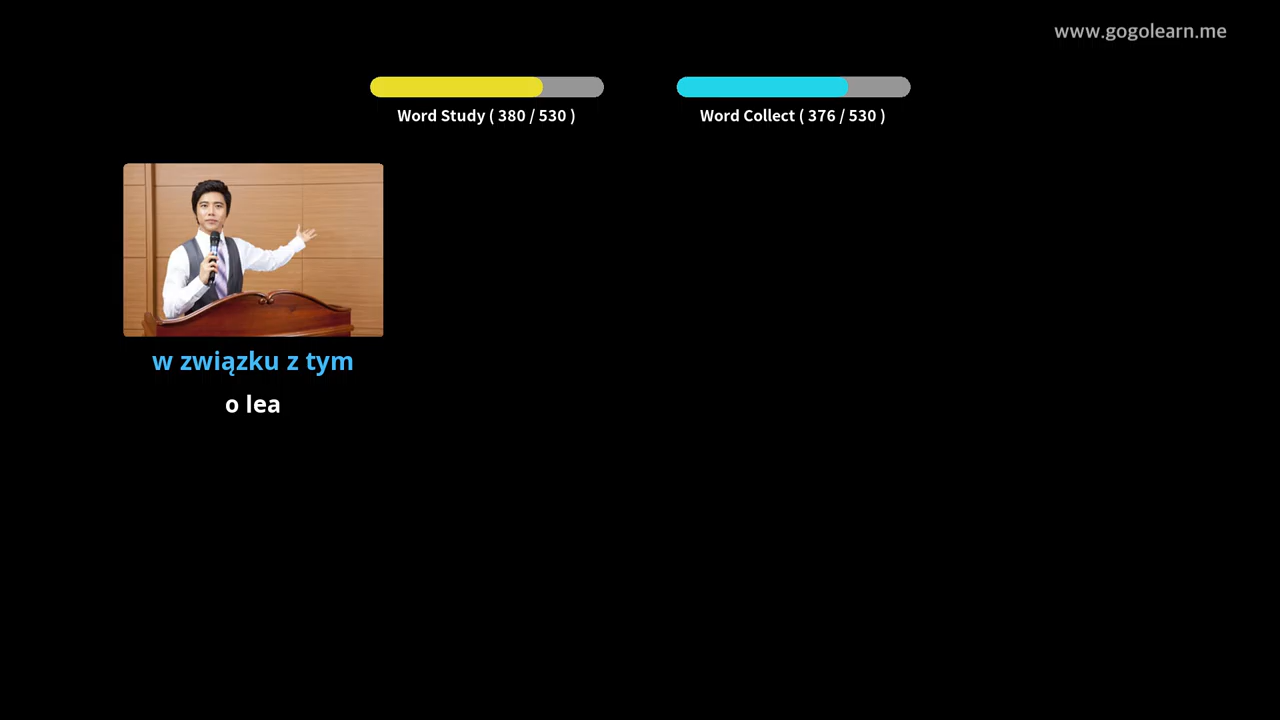 www.gogolearn.me
Word Study ( 380 / 530 )
Word Collect ( 376 / 530 )
w związku z tym
o lea